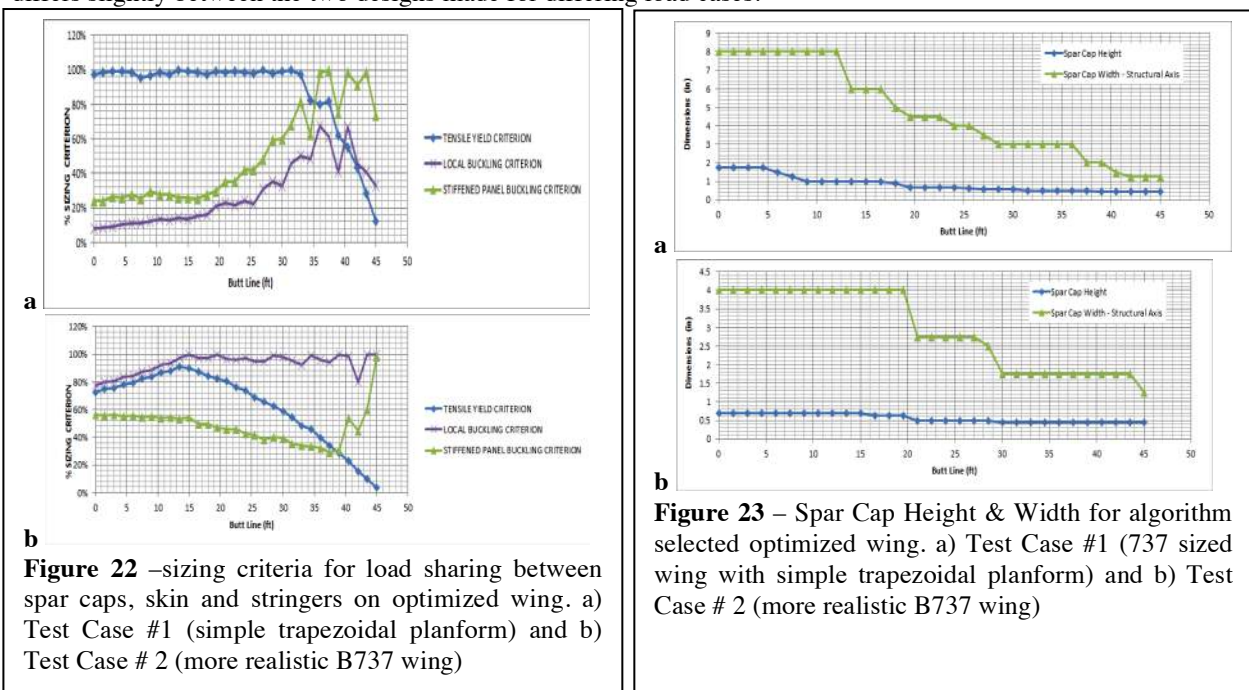 differs slightly between the two designs made for differing load cases.
120%
100%
80%
60%
40%
20%
0%
% SIZING CRITERION
0 5 10 15 20 25 30 35 40 45 50
Butt Line (ft)
TENSILE YIELD CRITERION
LOCAL BUCKLING CRITERION
STIFFENED PANEL BUCKLING CRITERION
a
120%
100%
80%
60%
40%
20%
0%
% SIZING CRITERION
0 5 10 15 20 25 30 35 40 45 50
Butt Line (ft)
TENSILE YIELD CRITERION
LOCAL BUCKLING CRITERION
STIFFENED PANEL BUCKLING CRITERION
b
Figure 22 –sizing criteria for load sharing between
spar caps, skin and stringers on optimized wing. a)
Test Case #1 (simple trapezoidal planform) and b)
Test Case # 2 (more realistic B737 wing)
9
8
7
6
5
4
3
2
1
0
Dimensions (in)
0 5 10 15 20 25 30 35 40 45 50
Butt Line (ft)
Spar Cap Height
Spar Cap Width - Structural Axis
a
4.5
4
3.5
3
2.5
2
1.5
1
0.5
0
Dimensions (in)
0 5 10 15 20 25 30 35 40 45 50
Butt Line (ft)
Spar Cap Height
Spar Cap Width - Structural Axis
b
Figure 23 – Spar Cap Height & Width for algorithm
selected optimized wing. a) Test Case #1 (737 sized
wing with simple trapezoidal planform) and b) Test
Case # 2 (more realistic B737 wing)